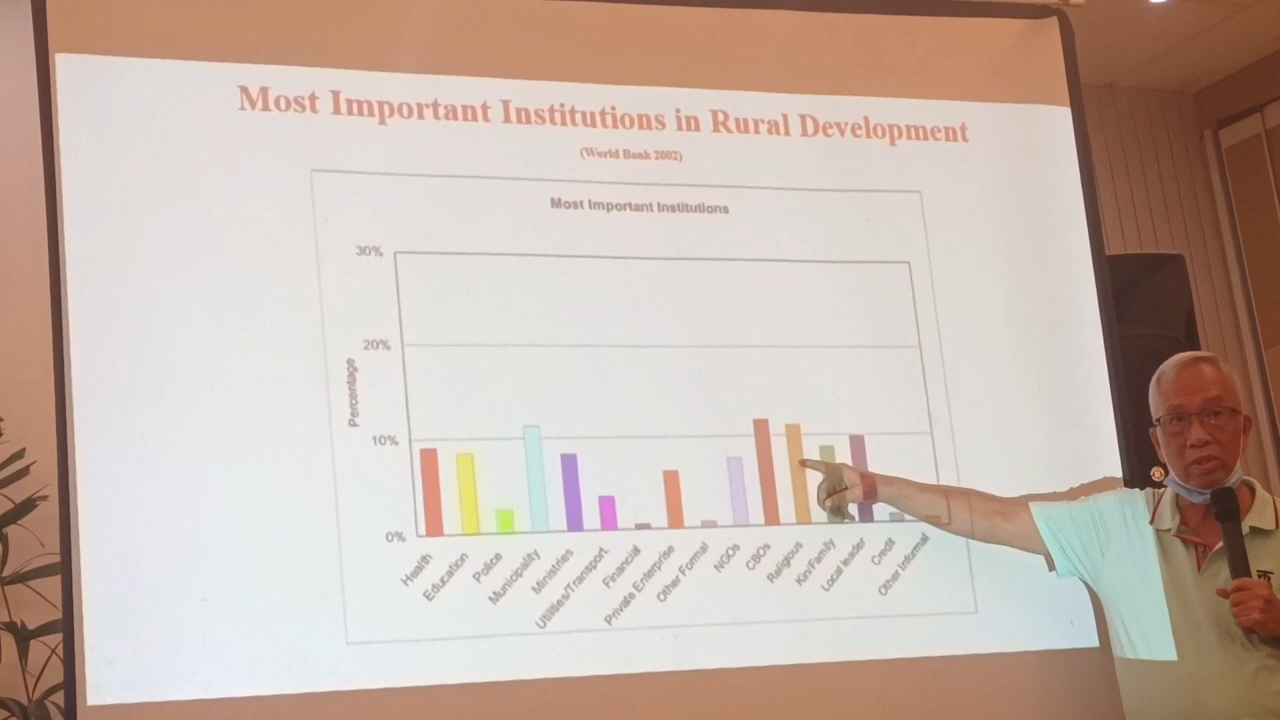 Most Important Institutions in Rural Development
(World Bank 2002)
Most Important Institutions
30%
20%
10%
0%
Percentage
Health
Education
Police
Municipality
Ministries
Utilities/Transport.
Financial
Private Enterprise
Other Formal
NGOs
CBOs
Religious
Kin/Family
Local leader
Credit
Other Informal